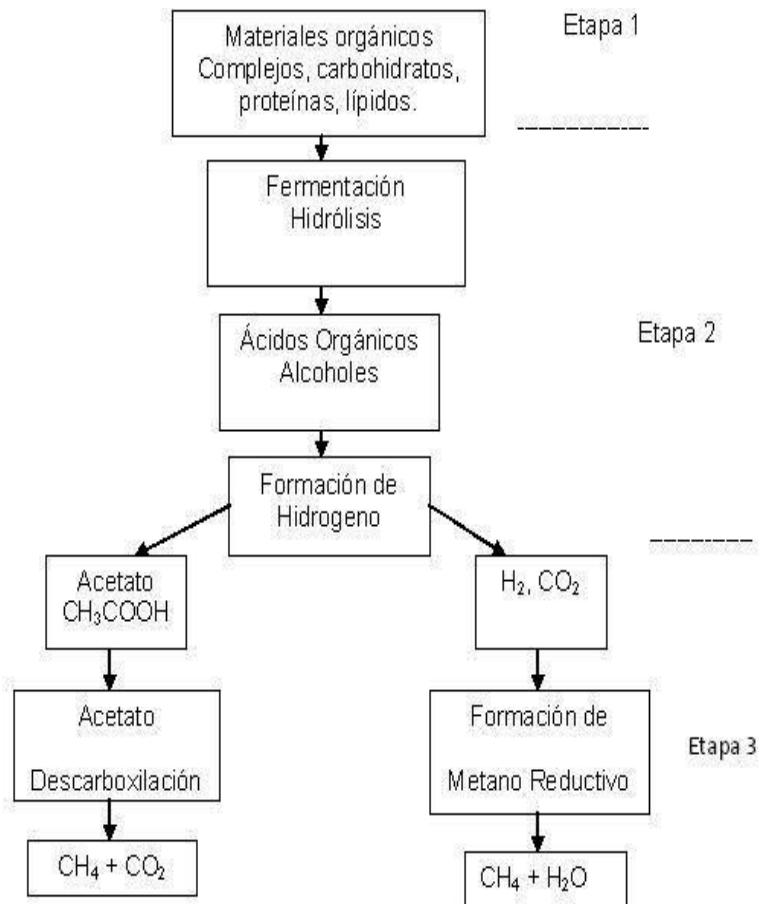 Materiales orgánicos
Complejos, carbohidratos,
proteínas, lípidos.
Etapa 1
Fermentación
Hidrólisis
Ácidos Orgánicos
Alcoholes
Etapa 2
Formación de
Hidrogeno
Acetato
CH₃COOH
H₂, CO₂
Acetato
Descarboxilación
Formación de
Metano Reductivo
Etapa 3
CH₄ + CO₂
CH₄ + H₂O